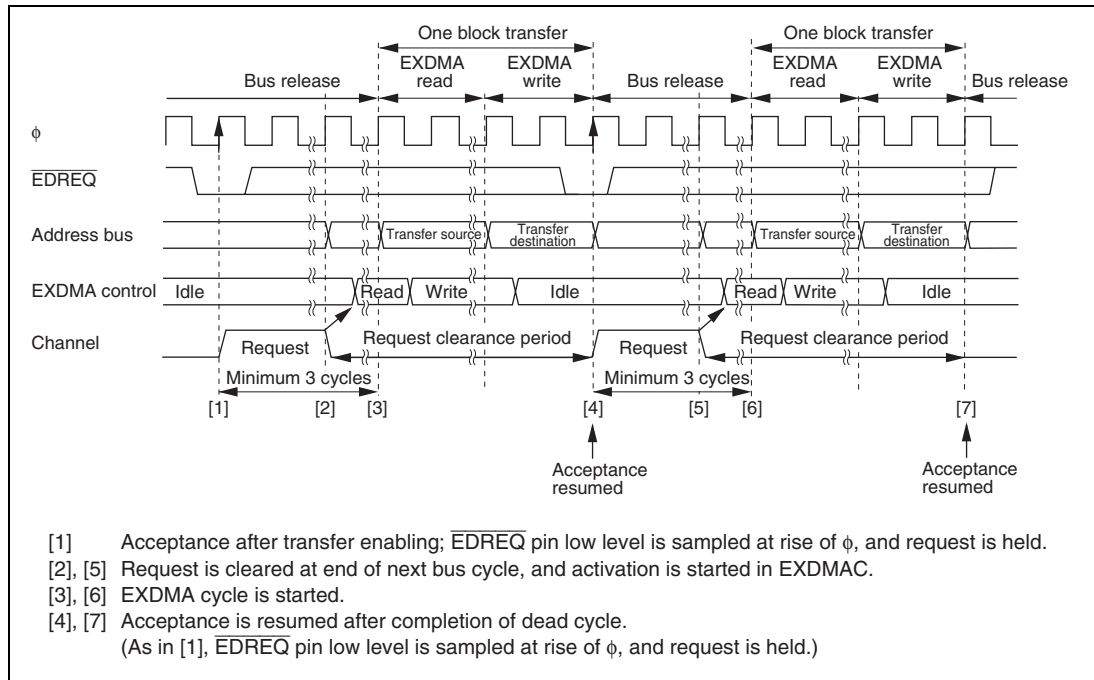 One block transfer One block transfer
EXDMA EXDMA EXDMA EXDMA
Bus release read write Bus release read write Bus release
ϕ
EDREQ
Address bus Transfer source Transfer destination Transfer source Transfer destination
EXDMA control Idle Read Write Idle Read Write Idle
Channel Request Request clearance period Request Request clearance period
Minimum 3 cycles Minimum 3 cycles
[1] [2] [3] [4] [5] [6] [7]
Acceptance Acceptance
resumed resumed
[1] Acceptance after transfer enabling; EDREQ pin low level is sampled at rise of ϕ, and request is held.
[2], [5] Request is cleared at end of next bus cycle, and activation is started in EXDMAC.
[3], [6] EXDMA cycle is started.
[4], [7] Acceptance is resumed after completion of dead cycle.
(As in [1], EDREQ pin low level is sampled at rise of ϕ, and request is held.)